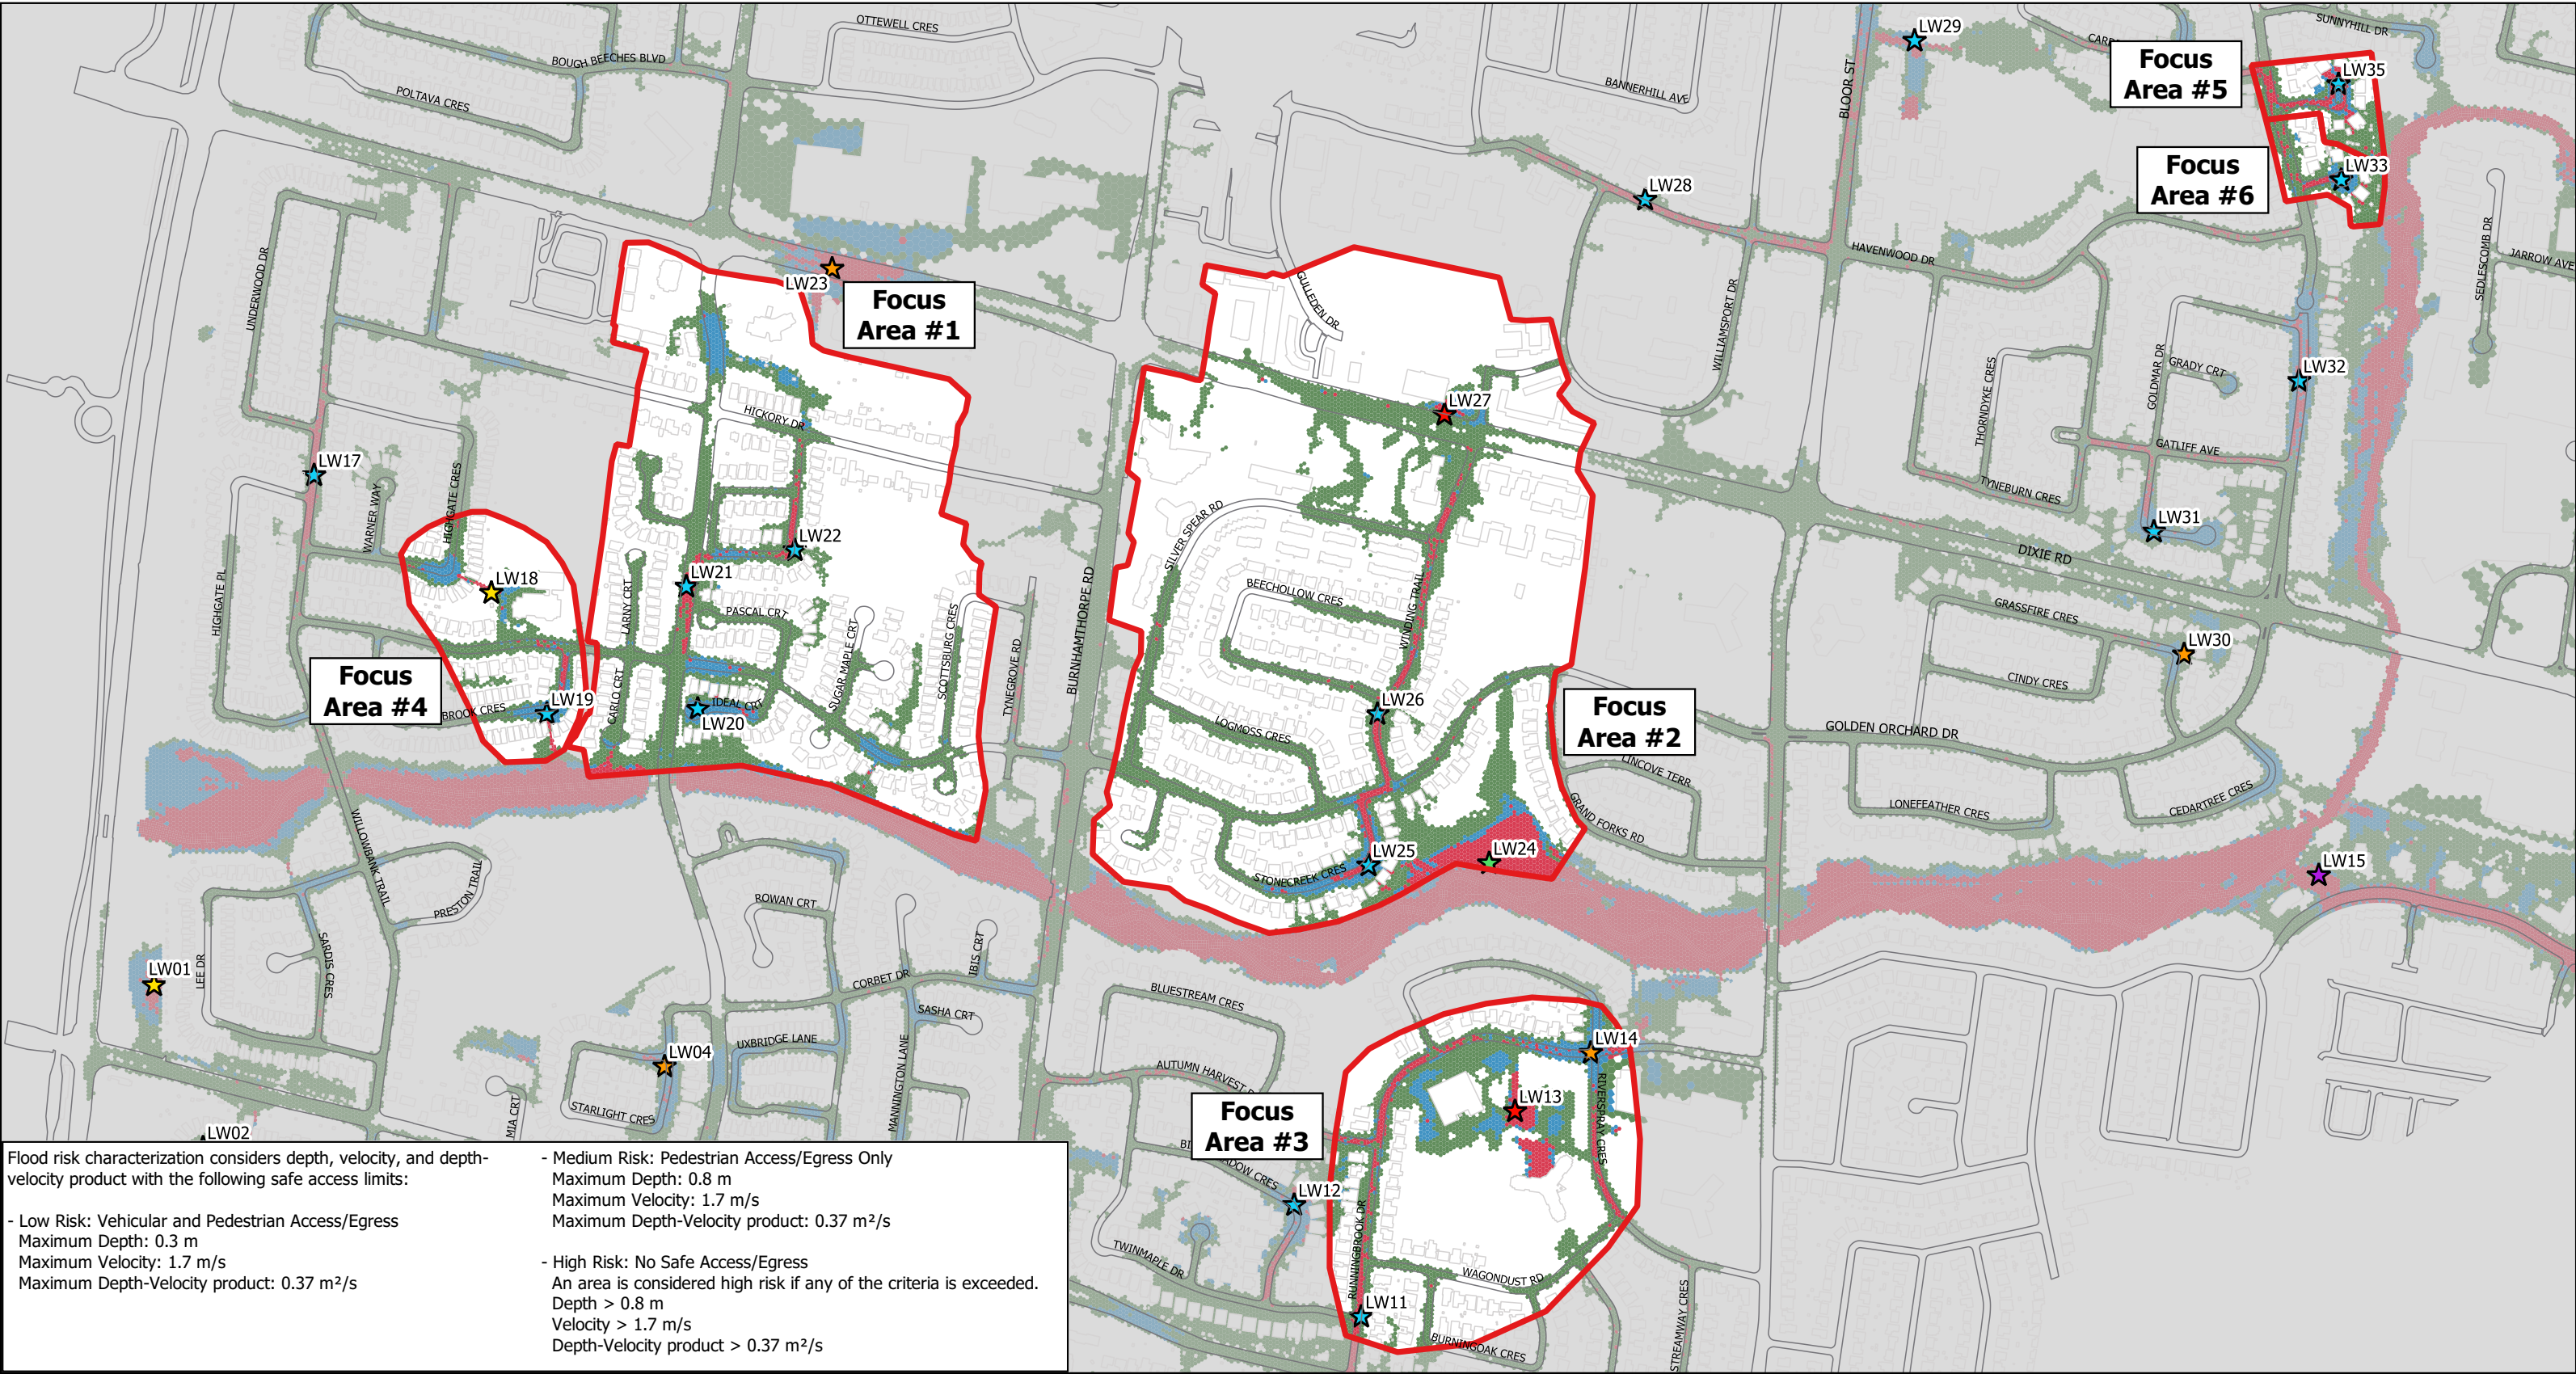 OTTEWELL CRES
SUNNYHILL DR
LW29
BOUGH BEECHES BLVD
POLTAVA CRES
BANNERHILL AVE
BLOOR ST
Focus
Area #5
LW35
Focus
Area #6
LW33
LW28
UNDERWOOD DR
LW23
Focus
Area #1
GULLEDEN DR
WILLIAMSPORT DR
HAVENWOOD DR
SEDLESCOMB DR
JARROW AVE
LW32
GRADY CRT
GOLDMAR DR
THORNDYKE CRES
GATLIFF AVE
TYNEBURN CRES
LW31
HICKORY DR
LW27
LW17
WARNER WAY
HIGHGATE CRES
HIGHGATE PL
LW18
LW22
LW21
LARNY CRT
PASCAL CRT
SUGAR MAPLE CRT
SCOTTSBURG CRES
TYNEGROVE RD
BURNHAMTHORPE RD
SILVER SPEAR RD
BEECHOLLOW CRES
WINDING TRAIL
DIXIE RD
GRASSFIRE CRES
LW30
CINDY CRES
Focus
Area #4
BROOK CRES
LW19
CARLO CRT
IDEAL CRT
LW20
LW26
LOGMOSS CRES
Focus
Area #2
GOLDEN ORCHARD DR
LINCOVE TERR
GRAND FORKS RD
LONEFEATHER CRES
CEDARTREE CRES
LW25
STONECREEK CRES
LW24
LW15
WILLOWBANK TRAIL
PRESTON TRAIL
ROWAN CRT
SARDIS CRES
LEE DR
LW01
CORBET DR
IBIS CRT
SASHA CRT
UXBRIDGE LANE
MANNINGTON LANE
LW04
STARLIGHT CRES
MIA CRT
LW02
BLUESTREAM CRES
AUTUMN HARVEST
LW14
LW13
RIVERSPRAY CRES
Focus
Area #3
LW12
TWINMAPLE DR
RUNNINGBROOK DR
WAGONDUST RD
LW11
BURNINGOAK CRES
STREAMWAY CRES
Flood risk characterization considers depth, velocity, and depth-
velocity product with the following safe access limits:
- Low Risk: Vehicular and Pedestrian Access/Egress
Maximum Depth: 0.3 m
Maximum Velocity: 1.7 m/s
Maximum Depth-Velocity product: 0.37 m²/s
- Medium Risk: Pedestrian Access/Egress Only
Maximum Depth: 0.8 m
Maximum Velocity: 1.7 m/s
Maximum Depth-Velocity product: 0.37 m²/s
- High Risk: No Safe Access/Egress
An area is considered high risk if any of the criteria is exceeded.
Depth > 0.8 m
Velocity > 1.7 m/s
Depth-Velocity product > 0.37 m²/s